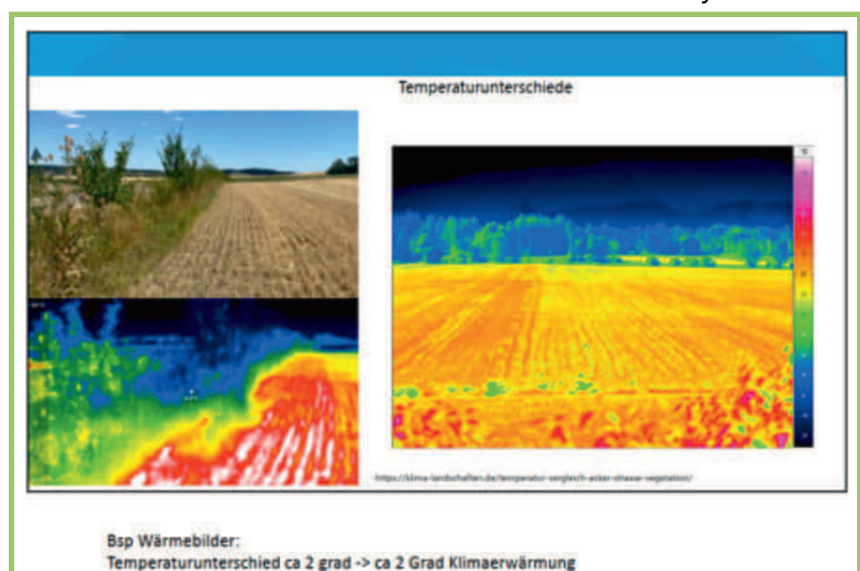 Temperaturunterschiede
°C
https://klima-landschaften.de/temperatur-vergleich-acker-strasse-vegetation/
Bsp Wärmebilder:
Temperaturunterschied ca 2 grad -> ca 2 Grad Klimaerwärmung